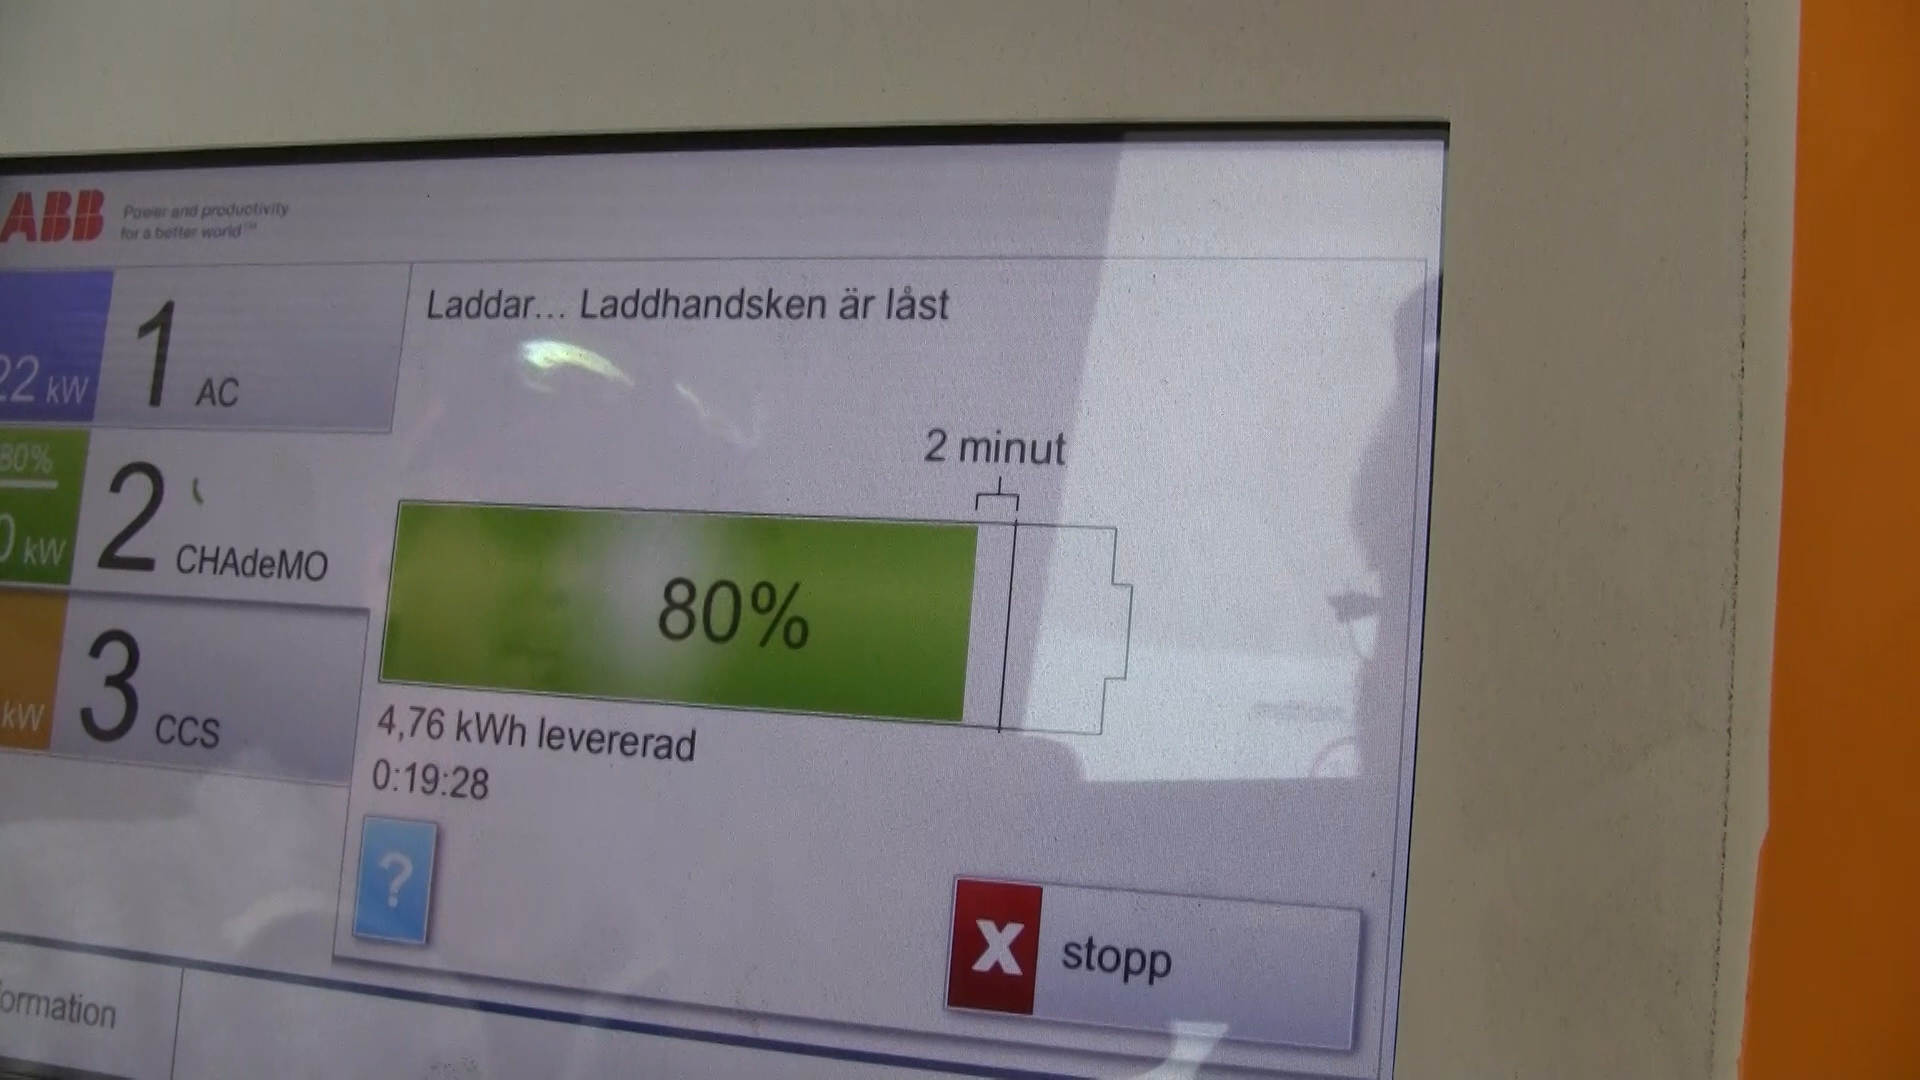 ABB
Power and productivity
for a better world™
22 kW
1 AC
Laddar... Laddhandsken är låst
2 minut
80%
kW
2 CHAdeMO
80%
kW
3 CCS
4,76 kWh levererad
0:19:28
?
X stopp
ormation